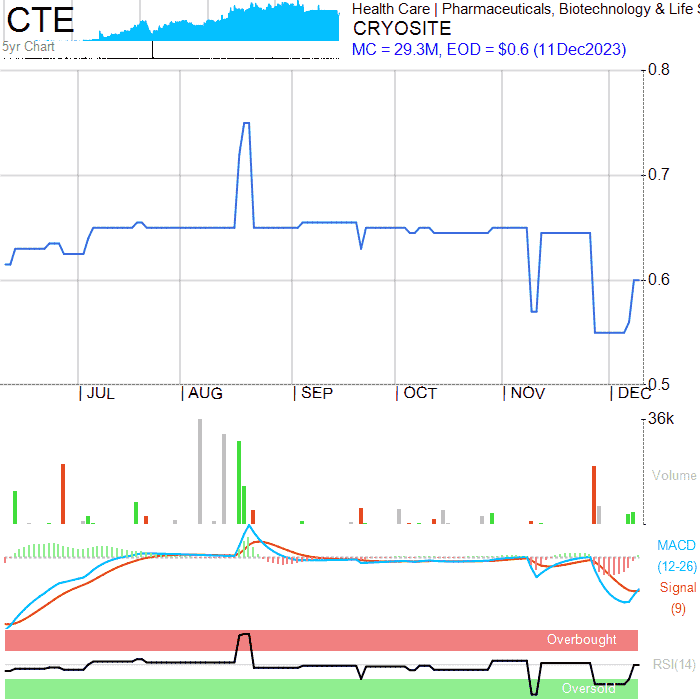 CTE
5yr Chart
Health Care | Pharmaceuticals, Biotechnology & Life S
CRYOSITE
MC = 29.3M, EOD = $0.6 (11Dec2023)
0.8
0.7
0.6
0.5
| JUL | AUG | SEP | OCT | NOV | DEC
36k
Volume
MACD
(12-26)
Signal
(9)
Overbought
RSI(14)
Oversold